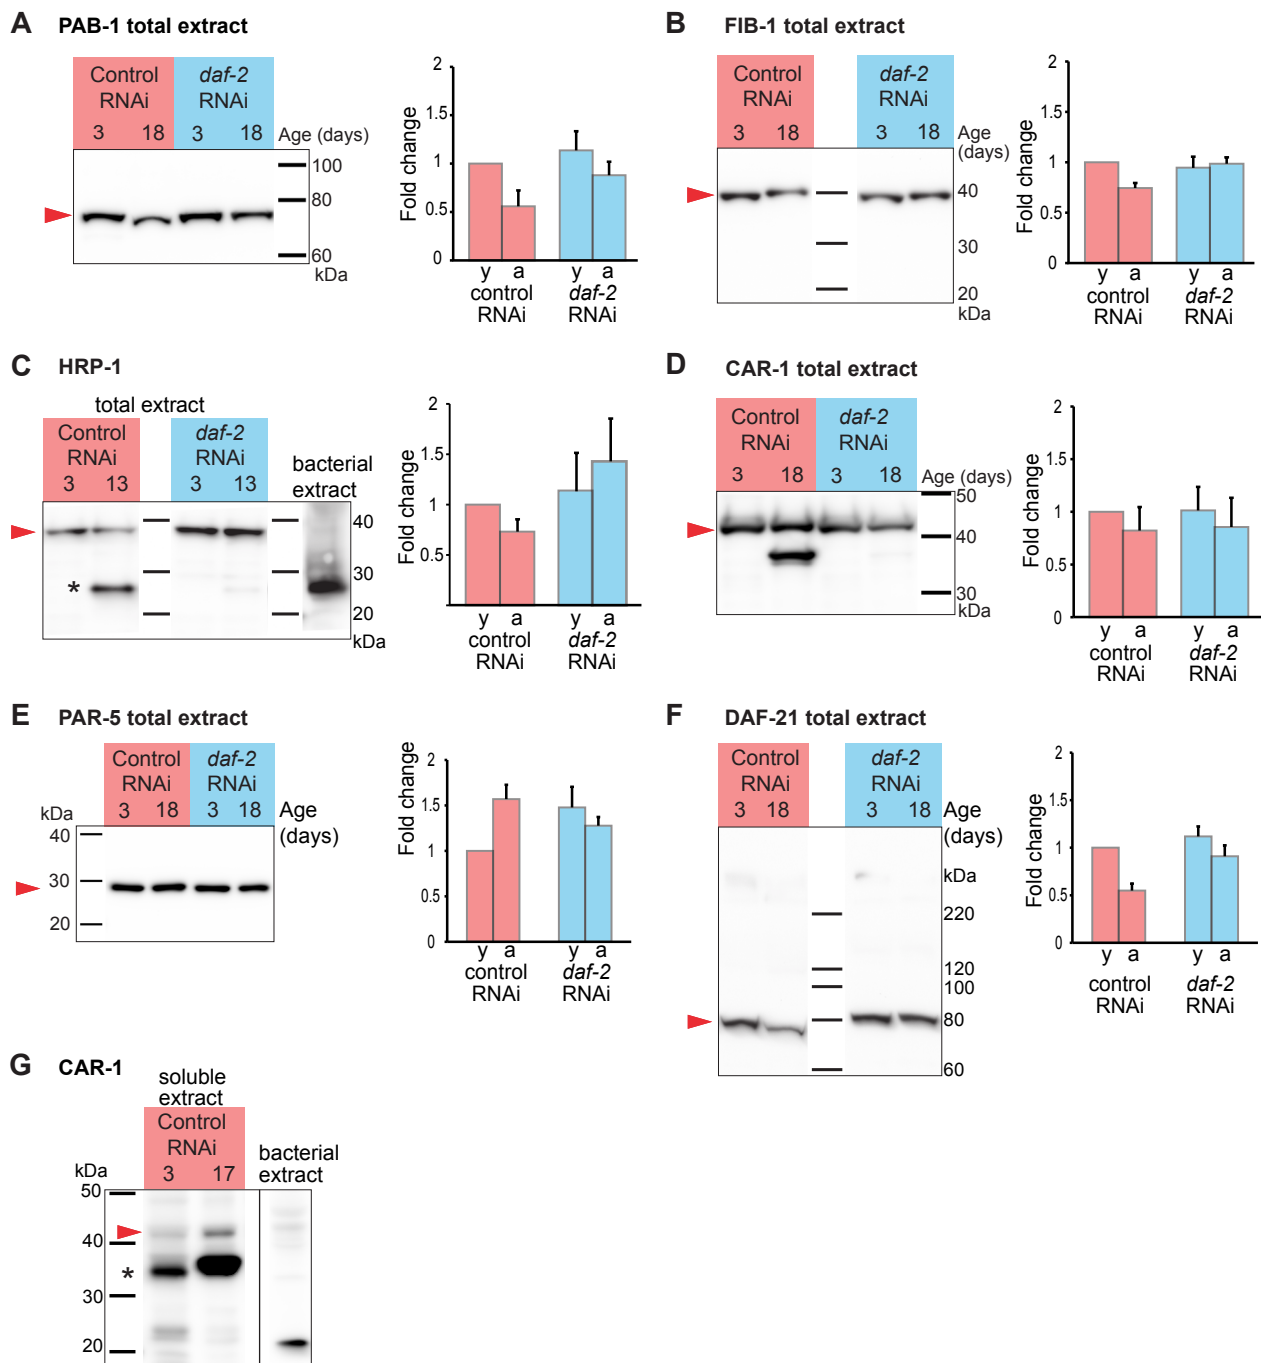 A PAB-1 total extract
Control RNAi
daf-2 RNAi
3 18 3 18 Age (days)
100
80
60
kDa
Fold change
2
1.5
1
0.5
0
y a y a
control RNAi
daf-2 RNAi
B FIB-1 total extract
Control RNAi
daf-2 RNAi
3 18 3 18 Age (days)
40
30
20
kDa
Fold change
2
1.5
1
0.5
0
y a y a
control RNAi
daf-2 RNAi
C HRP-1
total extract
Control RNAi
daf-2 RNAi
bacterial extract
3 13 3 13
40
30
20
kDa
*
Fold change
2
1.5
1
0.5
y a y a
control RNAi
daf-2 RNAi
D CAR-1 total extract
Control RNAi
daf-2 RNAi
3 18 3 18 Age (days)
50
40
30
kDa
Fold change
2
1.5
1
0.5
0
y a y a
control RNAi
daf-2 RNAi
E PAR-5 total extract
Control RNAi
daf-2 RNAi
kDa
3 18 3 18 Age (days)
40
30
20
Fold change
2
1.5
1
0.5
0
y a y a
control RNAi
daf-2 RNAi
F DAF-21 total extract
Control RNAi
daf-2 RNAi
3 18 3 18 Age (days)
kDa
220
120
100
80
60
Fold change
2
1.5
1
0.5
0
y a y a
control RNAi
daf-2 RNAi
G CAR-1
soluble extract
Control RNAi
3 17
bacterial extract
kDa
50
40
*
30
20